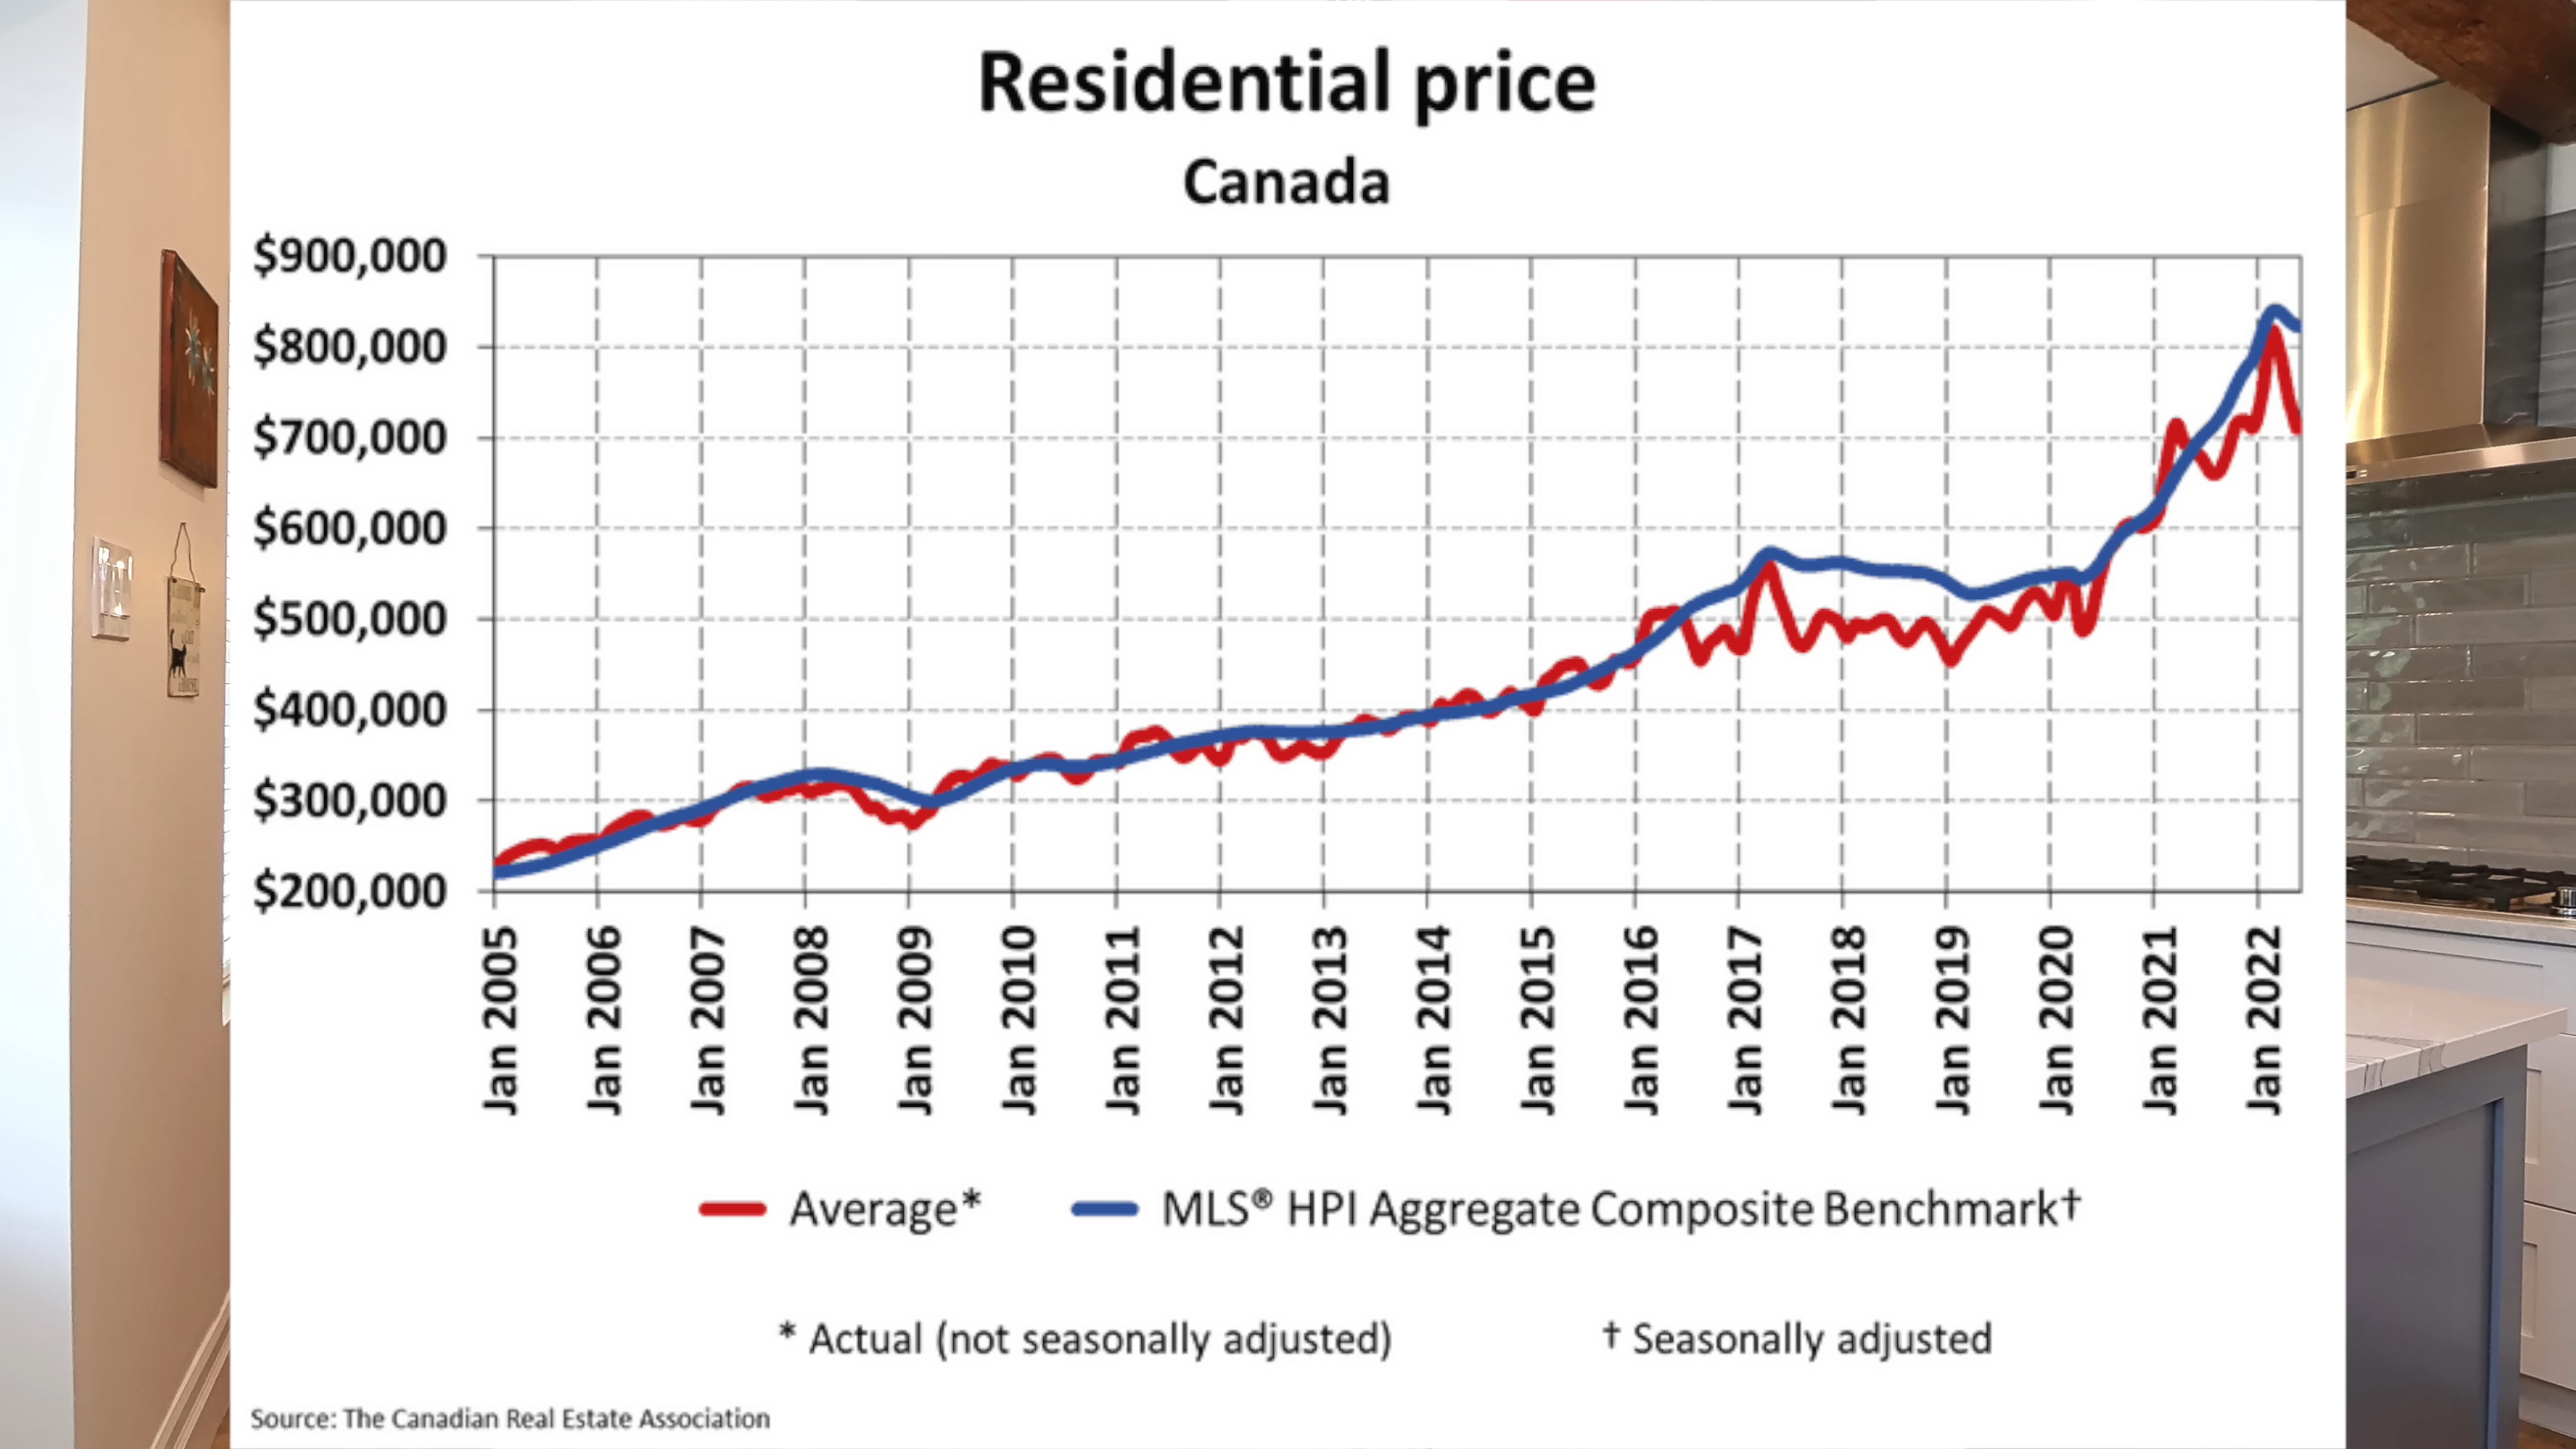 Residential price
Canada
$900,000
$800,000
$700,000
$600,000
$500,000
$400,000
$300,000
$200,000
Jan 2005
Jan 2006
Jan 2007
Jan 2008
Jan 2009
Jan 2010
Jan 2011
Jan 2012
Jan 2013
Jan 2014
Jan 2015
Jan 2016
Jan 2017
Jan 2018
Jan 2019
Jan 2020
Jan 2021
Jan 2022
Average* MLS® HPI Aggregate Composite Benchmark†
* Actual (not seasonally adjusted) † Seasonally adjusted
Source: The Canadian Real Estate Association